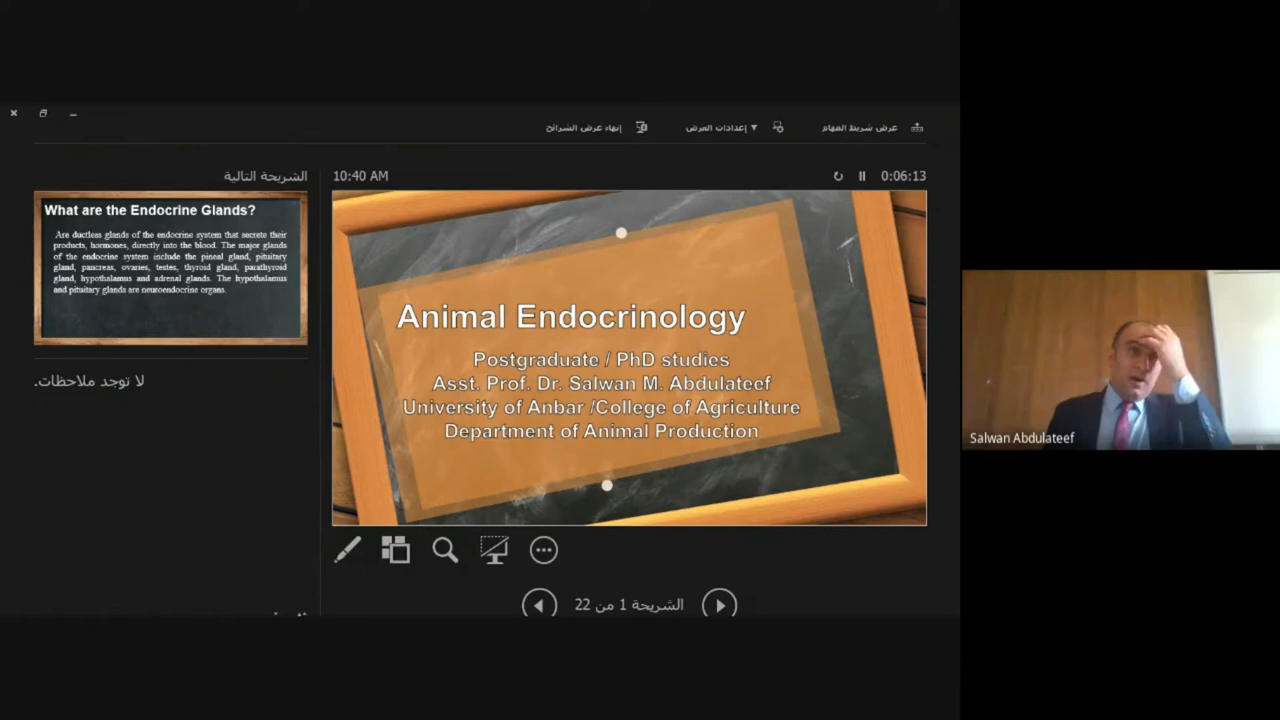 عرض شريط المهام
إعدادات العرض ▼
إنهاء عرض الشرائح
الشريحة التالية
10:40 AM
0:06:13
What are the Endocrine Glands?
Are ductless glands of the endocrine system that secrete their
products, hormones, directly into the blood. The major glands
of the endocrine system include the pineal gland, pituitary
gland, pancreas, ovaries, testes, thyroid gland, parathyroid
gland, hypothalamus and adrenal glands. The hypothalamus
and pituitary glands are neuroendocrine organs.
لا توجد ملاحظات.
Animal Endocrinology
Postgraduate / PhD studies
Asst. Prof. Dr. Salwan M. Abdulateef
University of Anbar /College of Agriculture
Department of Animal Production
الشريحة 1 من 22
Salwan Abdulateef